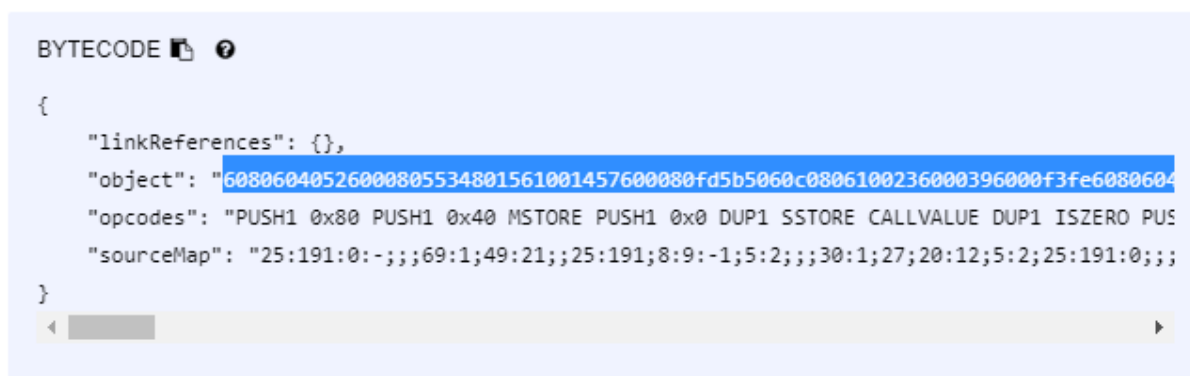 BYTECODE
{
"linkReferences": {},
"object": "60806040526000805534801561001457600080fd5b5060c0806100236000396000f3fe6080604
"opcodes": "PUSH1 0x80 PUSH1 0x40 MSTORE PUSH1 0x0 DUP1 SSTORE CALLVALUE DUP1 ISZERO PUS
"sourceMap": "25:191:0:-;;;69:1;49:21;;25:191;8:9:-1;5:2;;;30:1;27;20:12;5:2;25:191:0;;;
}